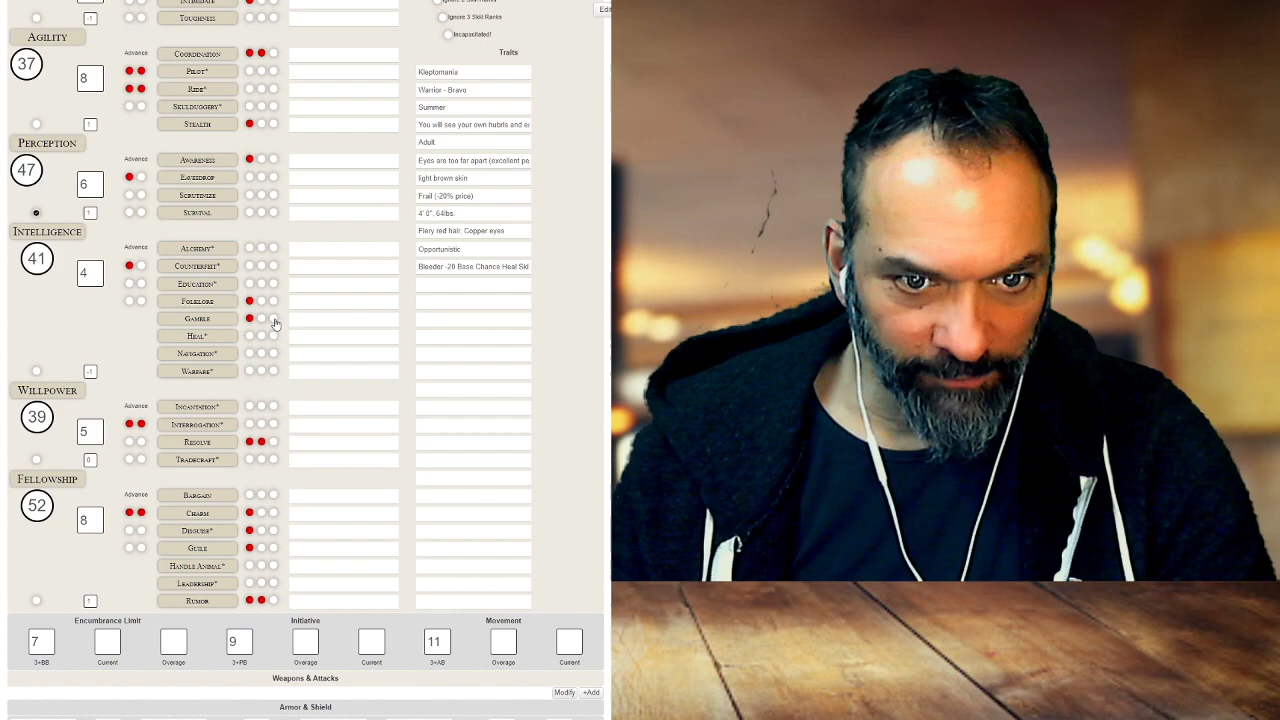 Ignore 3 Skill Ranks
-1
Toughness
Incapacitated!
Agility
Traits
37
Advance
Coordination
8
Pilot*
Kleptomania
Ride*
Warrior - Bravo
Skulduggery*
Summer
1
Stealth
You will see your own hubris and
Perception
Adult
47
Advance
Awareness
Eyes are too far apart (excellent pe
6
Eavesdrop
light brown skin
Scrutinize
Frail (-20% price)
1
Survival
4' 0", 64lbs.
Intelligence
Fiery red hair, Copper eyes
41
Advance
Alchemy*
Opportunistic
4
Counterfeit*
Bleeder -20 Base Chance Heal Ski
Education*
Folklore
Gamble
Heal*
Navigation*
-1
Warfare*
Willpower
39
Advance
Incantation*
5
Interrogation*
Resolve
0
Tradecraft*
Fellowship
52
Advance
Bargain
8
Charm
Disguise*
Guile
Handle Animal*
Leadership*
1
Rumor
Encumbrance Limit
Initiative
Movement
7
9
11
3+BB
Current
Overage
3+PB
Overage
Current
3+AB
Overage
Current
Weapons & Attacks
Modify
+Add
Armor & Shield